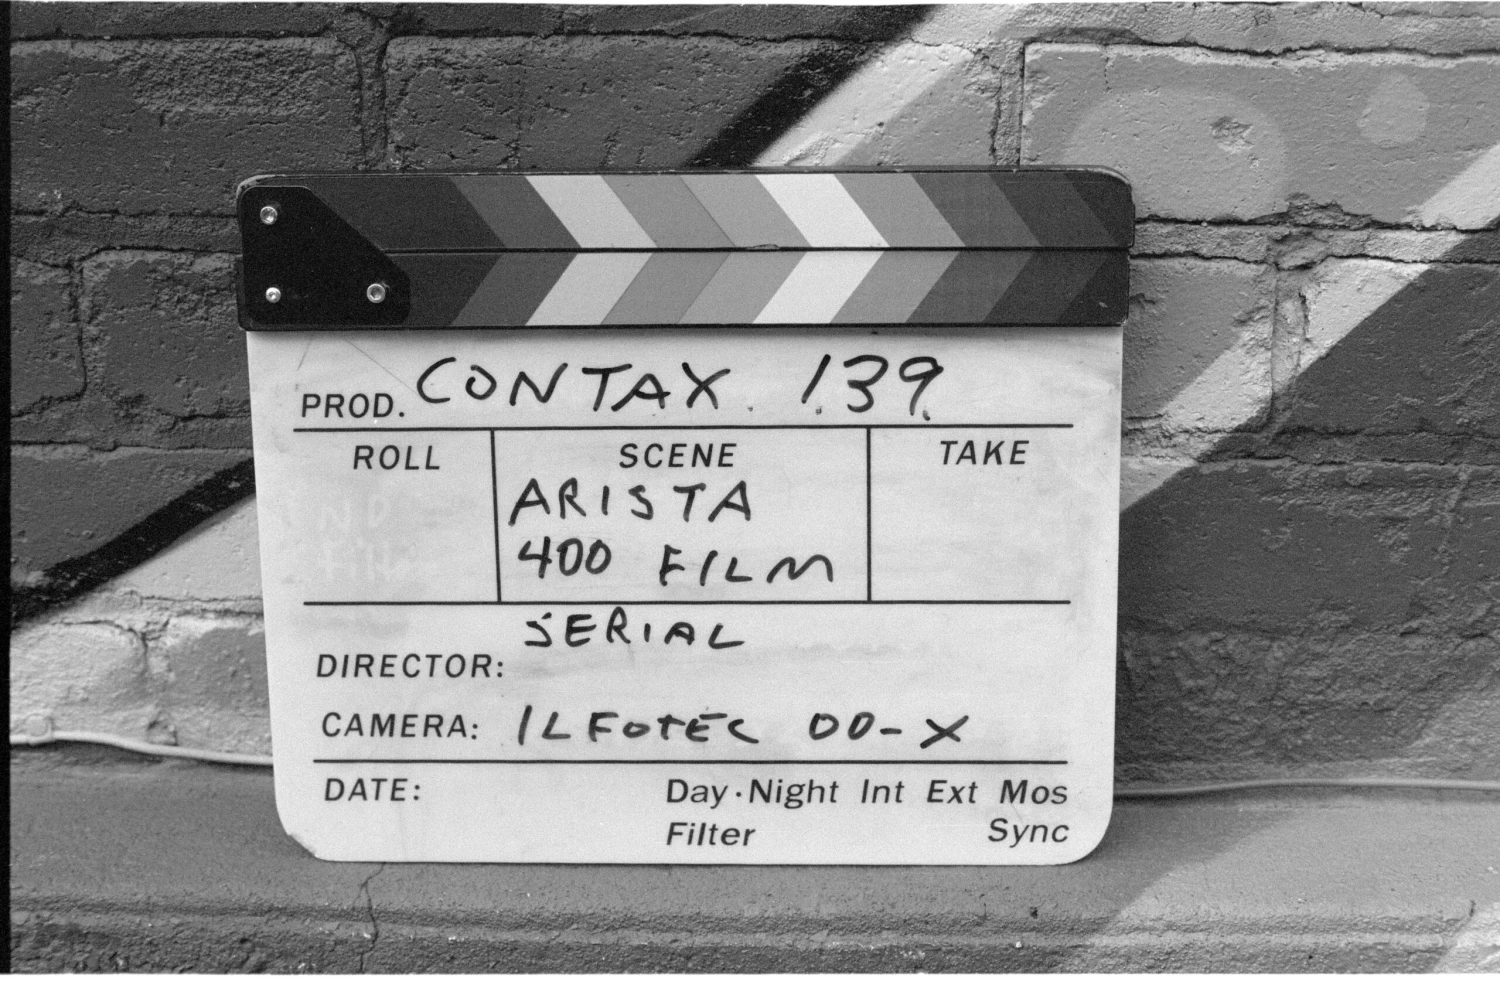 PROD. CONTAX 139
ROLL SCENE TAKE
ARISTA
400 FILM
SERIAL
DIRECTOR:
CAMERA: ILFOTEC DD-X
DATE: Day·Night Int Ext Mos
Filter Sync